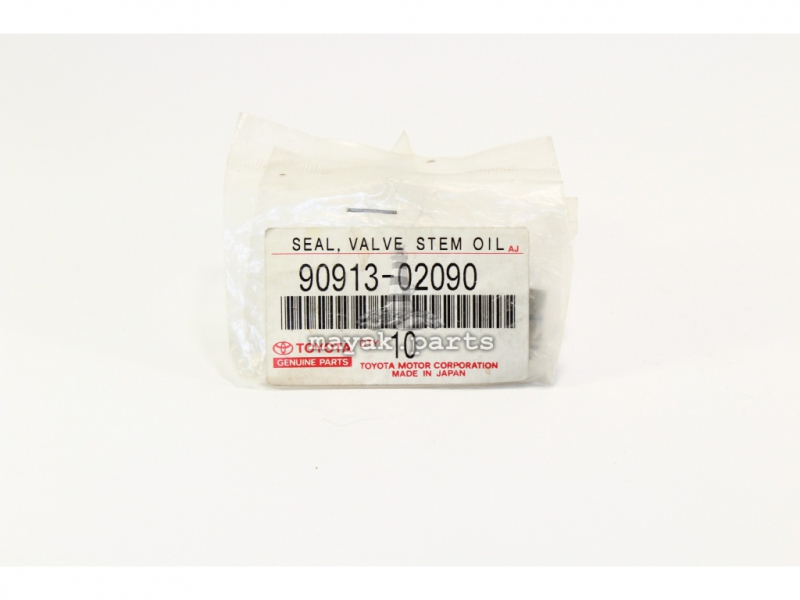 SEAL, VALVE STEM OIL AJ
90913-02090
TOYOTA 10
mayak.parts
GENUINE PARTS
TOYOTA MOTOR CORPORATION
MADE IN JAPAN